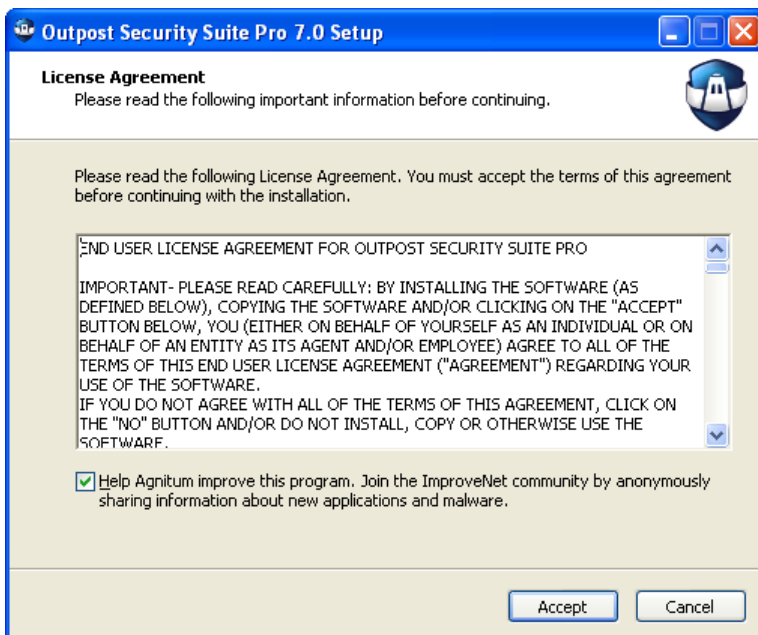 Outpost Security Suite Pro 7.0 Setup
License Agreement
Please read the following important information before continuing.
Please read the following License Agreement. You must accept the terms of this agreement
before continuing with the installation.
END USER LICENSE AGREEMENT FOR OUTPOST SECURITY SUITE PRO
IMPORTANT- PLEASE READ CAREFULLY: BY INSTALLING THE SOFTWARE (AS
DEFINED BELOW), COPYING THE SOFTWARE AND/OR CLICKING ON THE "ACCEPT"
BUTTON BELOW, YOU (EITHER ON BEHALF OF YOURSELF AS AN INDIVIDUAL OR ON
BEHALF OF AN ENTITY AS ITS AGENT AND/OR EMPLOYEE) AGREE TO ALL OF THE
TERMS OF THIS END USER LICENSE AGREEMENT ("AGREEMENT") REGARDING YOUR
USE OF THE SOFTWARE.
IF YOU DO NOT AGREE WITH ALL OF THE TERMS OF THIS AGREEMENT, CLICK ON
THE "NO" BUTTON AND/OR DO NOT INSTALL, COPY OR OTHERWISE USE THE
SOFTWARE.
Help Agnitum improve this program. Join the ImproveNet community by anonymously
sharing information about new applications and malware.
Accept
Cancel